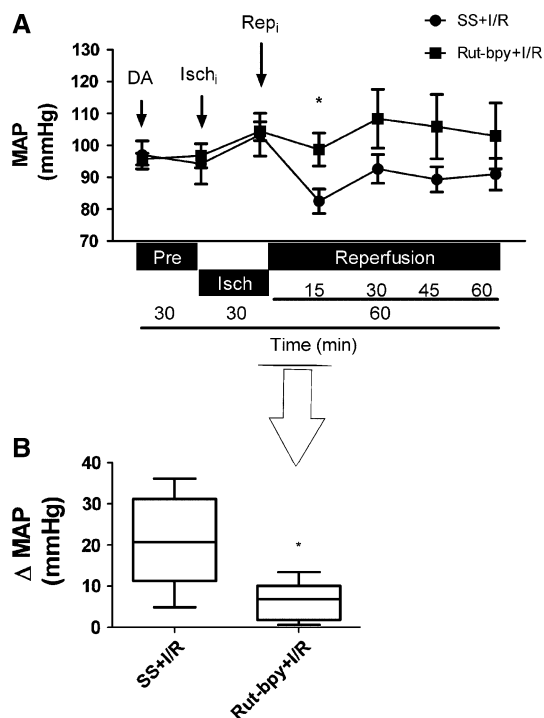 A
Rep i
SS+I/R
Rut-bpy+I/R
DA
Isch i
*
MAP
(mmHg)
130
120
110
100
90
80
70
Pre
Reperfusion
Isch
15 30 45 60
30 30 60
Time (min)
B
Δ MAP
(mmHg)
40
30
20
10
0
*
SS+I/R
Rut-bpy+I/R